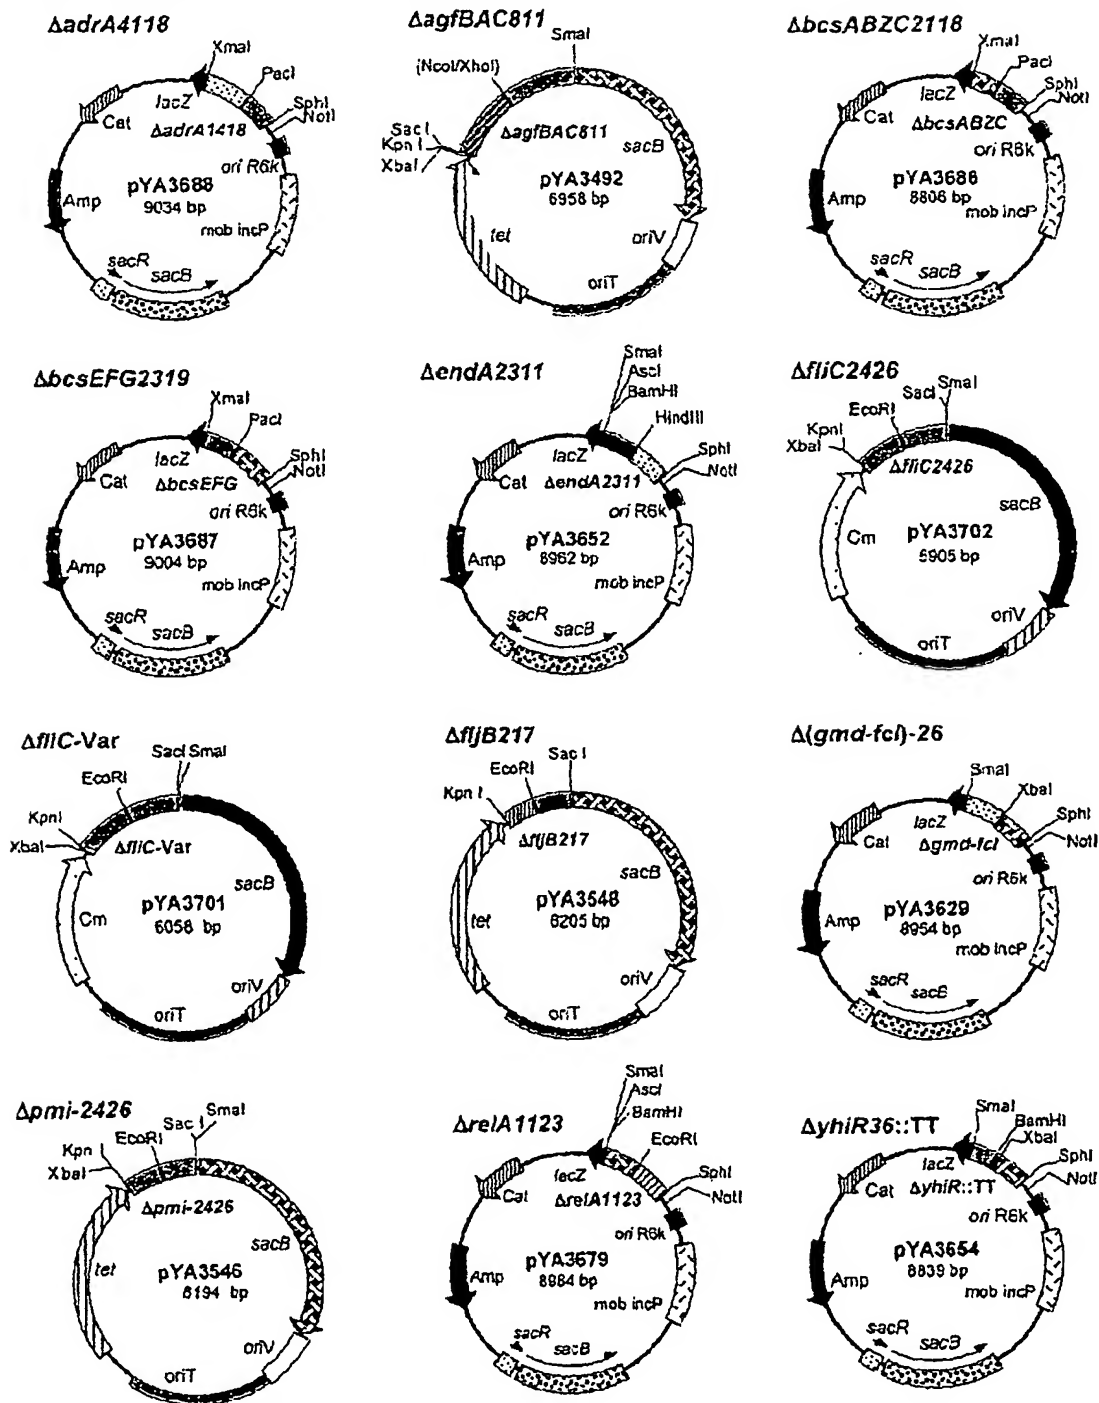 ΔadrA4118
XmaI
PacI
SphI
NotI
lacZ
Cat
ΔadrA1418
ori R6k
pYA3688
9034 bp
Amp
mob incP
sacR
sacB
ΔagfBAC811
SmaI
(NcoI/XhoI)
SacI
KpnI
XbaI
ΔagfBAC811
sacB
pYA3492
6958 bp
tet
oriV
oriT
ΔbcsABZC2118
XmaI
PacI
SphI
NotI
lacZ
Cat
ΔbcsABZC
ori R6k
pYA3686
8806 bp
Amp
mob incP
sacR
sacB
ΔbcsEFG2319
XmaI
PacI
SphI
NotI
lacZ
Cat
ΔbcsEFG
ori R6k
pYA3687
9004 bp
Amp
mob incP
sacR
sacB
ΔendA2311
SmaI
AscI
BamHI
HindIII
SphI
NotI
lacZ
Cat
ΔendA2311
ori R6k
pYA3652
8962 bp
Amp
mob incP
sacR
sacB
ΔfliC2426
SmaI
SacI
EcoRI
KpnI
XbaI
ΔfliC2426
sacB
Cm
pYA3702
5905 bp
oriV
oriT
ΔfliC-Var
SacI SmaI
EcoRI
KpnI
XbaI
ΔfliC-Var
sacB
pYA3701
6058 bp
Cm
oriV
oriT
ΔfljB217
Sac I
EcoRI
Kpn I
ΔfljB217
sacB
pYA3548
6205 bp
tet
oriV
oriT
Δ(gmd-fcl)-26
SmaI
XbaI
SphI
NotI
lacZ
Cat
Δgmd-fcl
ori R6k
pYA3629
8954 bp
Amp
mob incP
sacR
sacB
Δpmi-2426
SmaI
Sac I
EcoRI
Kpn I
XbaI
Δpmi-2426
sacB
pYA3546
6194 bp
tet
oriV
oriT
ΔrelA1123
SmaI
AscI
BamHI
EcoRI
SphI
NotI
lacZ
Cat
ΔrelA1123
ori R6k
pYA3679
8984 bp
Amp
mob incP
sacR
sacB
ΔyhiR36::TT
SmaI
BamHI
XbaI
SphI
NotI
lacZ
Cat
ΔyhiR::TT
ori R6k
pYA3654
8839 bp
Amp
mob incP
sacR
sacB